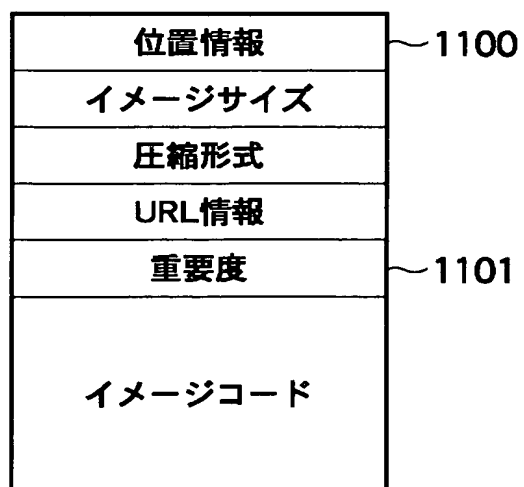 位置情報 1100
イメージサイズ
圧縮形式
URL情報
重要度 1101
イメージコード